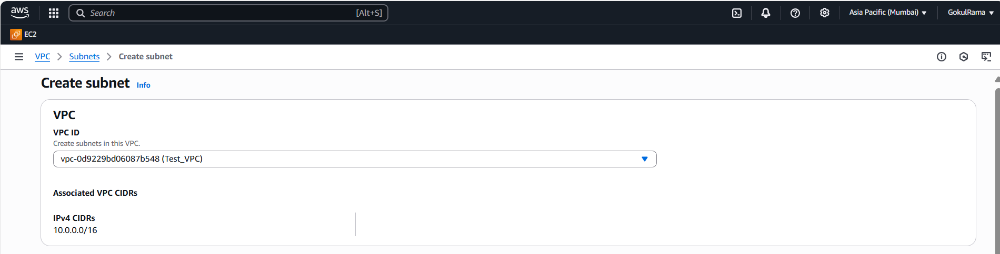 aws
Search [Alt+S]
Asia Pacific (Mumbai) GokulRama
EC2
VPC Subnets Create subnet
Create subnet Info
VPC
VPC ID
Create subnets in this VPC.
vpc-0d9229bd06087b548 (Test_VPC)
Associated VPC CIDRs
IPv4 CIDRs
10.0.0.0/16